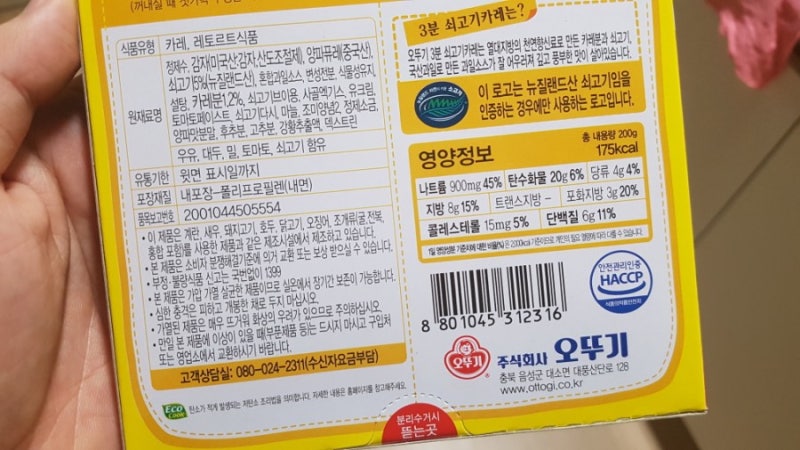 (꺼내실 때
식품유형 카레, 레토르트식품
원재료명
정제수, 감자(미국산:감자,산도조절제), 양파퓨레(중국산),
쇠고기5%(뉴질랜드산), 혼합과일소스, 변성전분, 식물성유지,
설탕, 카레분1.2%, 쇠고기브이용, 사골엑기스, 유크림,
토마토페이스트, 쇠고기다시, 마늘, 조미양념2, 정제소금,
양파맛분말, 후추분, 고추분, 강황추출액, 덱스트린
우유, 대두, 밀, 토마토, 쇠고기 함유
유통기한 윗면 표시일까지
포장재질 내포장-폴리프로필렌(내면)
품목보고번호 2001044505554
• 이 제품은 계란, 새우, 돼지고기, 호두, 닭고기, 오징어, 조개류(굴,전복,
홍합 포함)를 사용한 제품과 같은 제조시설에서 제조하고 있습니다.
• 본 제품은 소비자 분쟁해결기준에 의거 교환 또는 보상 받으실 수 있습니다.
• 부정·불량식품 신고는 국번없이 1399
• 본 제품은 가압 가열 살균한 제품이므로 실온에서 장기간 보존이 가능합니다.
• 심한 충격은 피하고 개봉한 채로 두지 마십시오.
• 가열된 제품은 매우 뜨거워 화상의 우려가 있으므로 주의하십시오.
• 만일 본 제품에 이상이 있을 때(부푼제품 등)는 드시지 마시고 구입처
또는 영업소에서 교환하시기 바랍니다.
고객상담실: 080-024-2311(수신자요금부담)
Eco Cook
탄소가 적게 발생되는 저탄소 조리법을 의미합니다. 자세한 내용은 홈페이지를 참고해주세요.
3분 쇠고기카레는?
오뚜기 3분 쇠고기카레는 열대지방의 천연향신료로 만든 카레분과 쇠고기,
국산과일로 만든 과일소스가 잘 어우러져 깊고 풍부한 맛이 살아있습니다.
이 로고는 뉴질랜드산 쇠고기임을
인증하는 경우에만 사용하는 로고입니다.
총 내용량 200g
영양정보 175kcal
나트륨 900mg 45% 탄수화물 20g 6% 당류 4g 4%
지방 8g 15% 트랜스지방 - 포화지방 3g 20%
콜레스테롤 15mg 5% 단백질 6g 11%
1일 영양성분 기준치에 대한 비율(%)은 2,000kcal 기준이므로 개인의 필요 열량에 따라 다를 수 있습니다.
안전관리인증
HACCP
식품의약품안전처
8 801045 312316
오뚜기 주식회사 오뚜기
충북 음성군 대소면 대풍산단로 128
www.ottogi.co.kr
분리수거시
뜯는곳